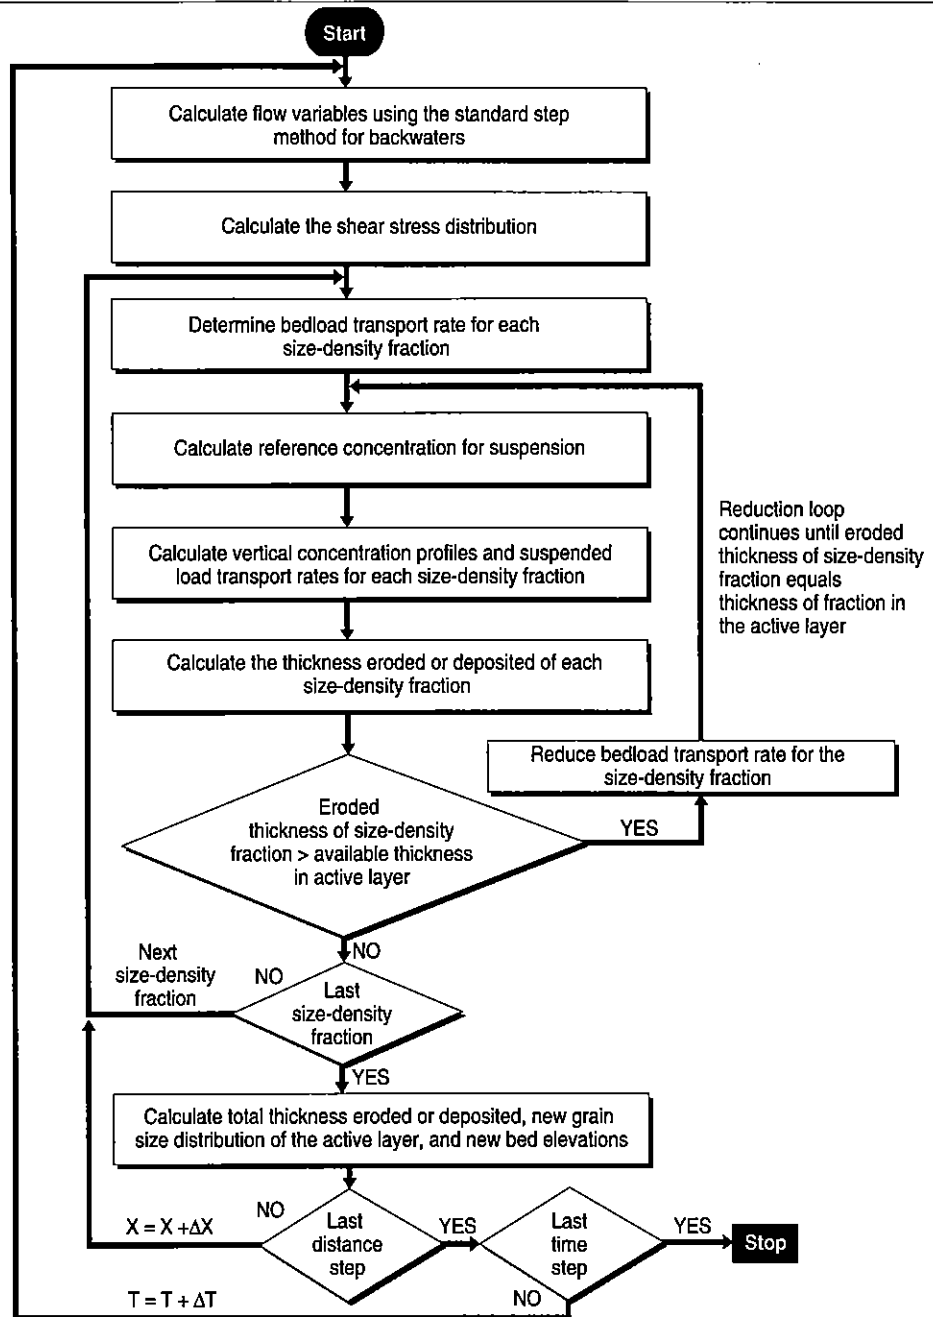 Start
Calculate flow variables using the standard step
method for backwaters
Calculate the shear stress distribution
Determine bedload transport rate for each
size-density fraction
Calculate reference concentration for suspension
Reduction loop
continues until eroded
thickness of size-density
fraction equals
thickness of fraction in
the active layer
Calculate vertical concentration profiles and suspended
load transport rates for each size-density fraction
Calculate the thickness eroded or deposited of each
size-density fraction
Reduce bedload transport rate for the
size-density fraction
Eroded
thickness of size-density
fraction > available thickness
in active layer
YES
NO
Next
size-density
fraction
NO
Last
size-density
fraction
YES
Calculate total thickness eroded or deposited, new grain
size distribution of the active layer, and new bed elevations
NO
X = X +ΔX
Last
distance
step
YES
Last
time
step
YES
Stop
T = T + ΔT
NO